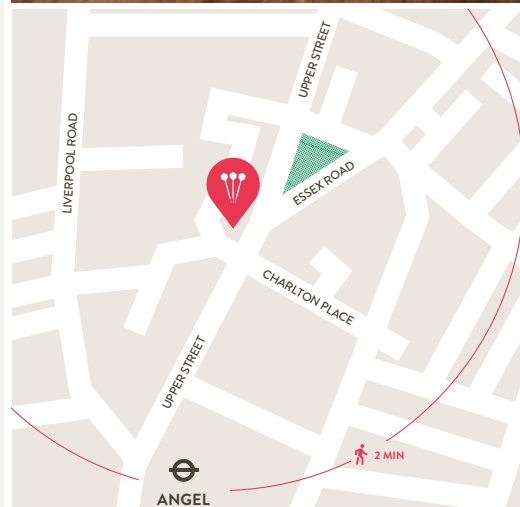 UPPER STREET
LIVERPOOL ROAD
ESSEX ROAD
CHARLTON PLACE
UPPER STREET
2 MIN
ANGEL